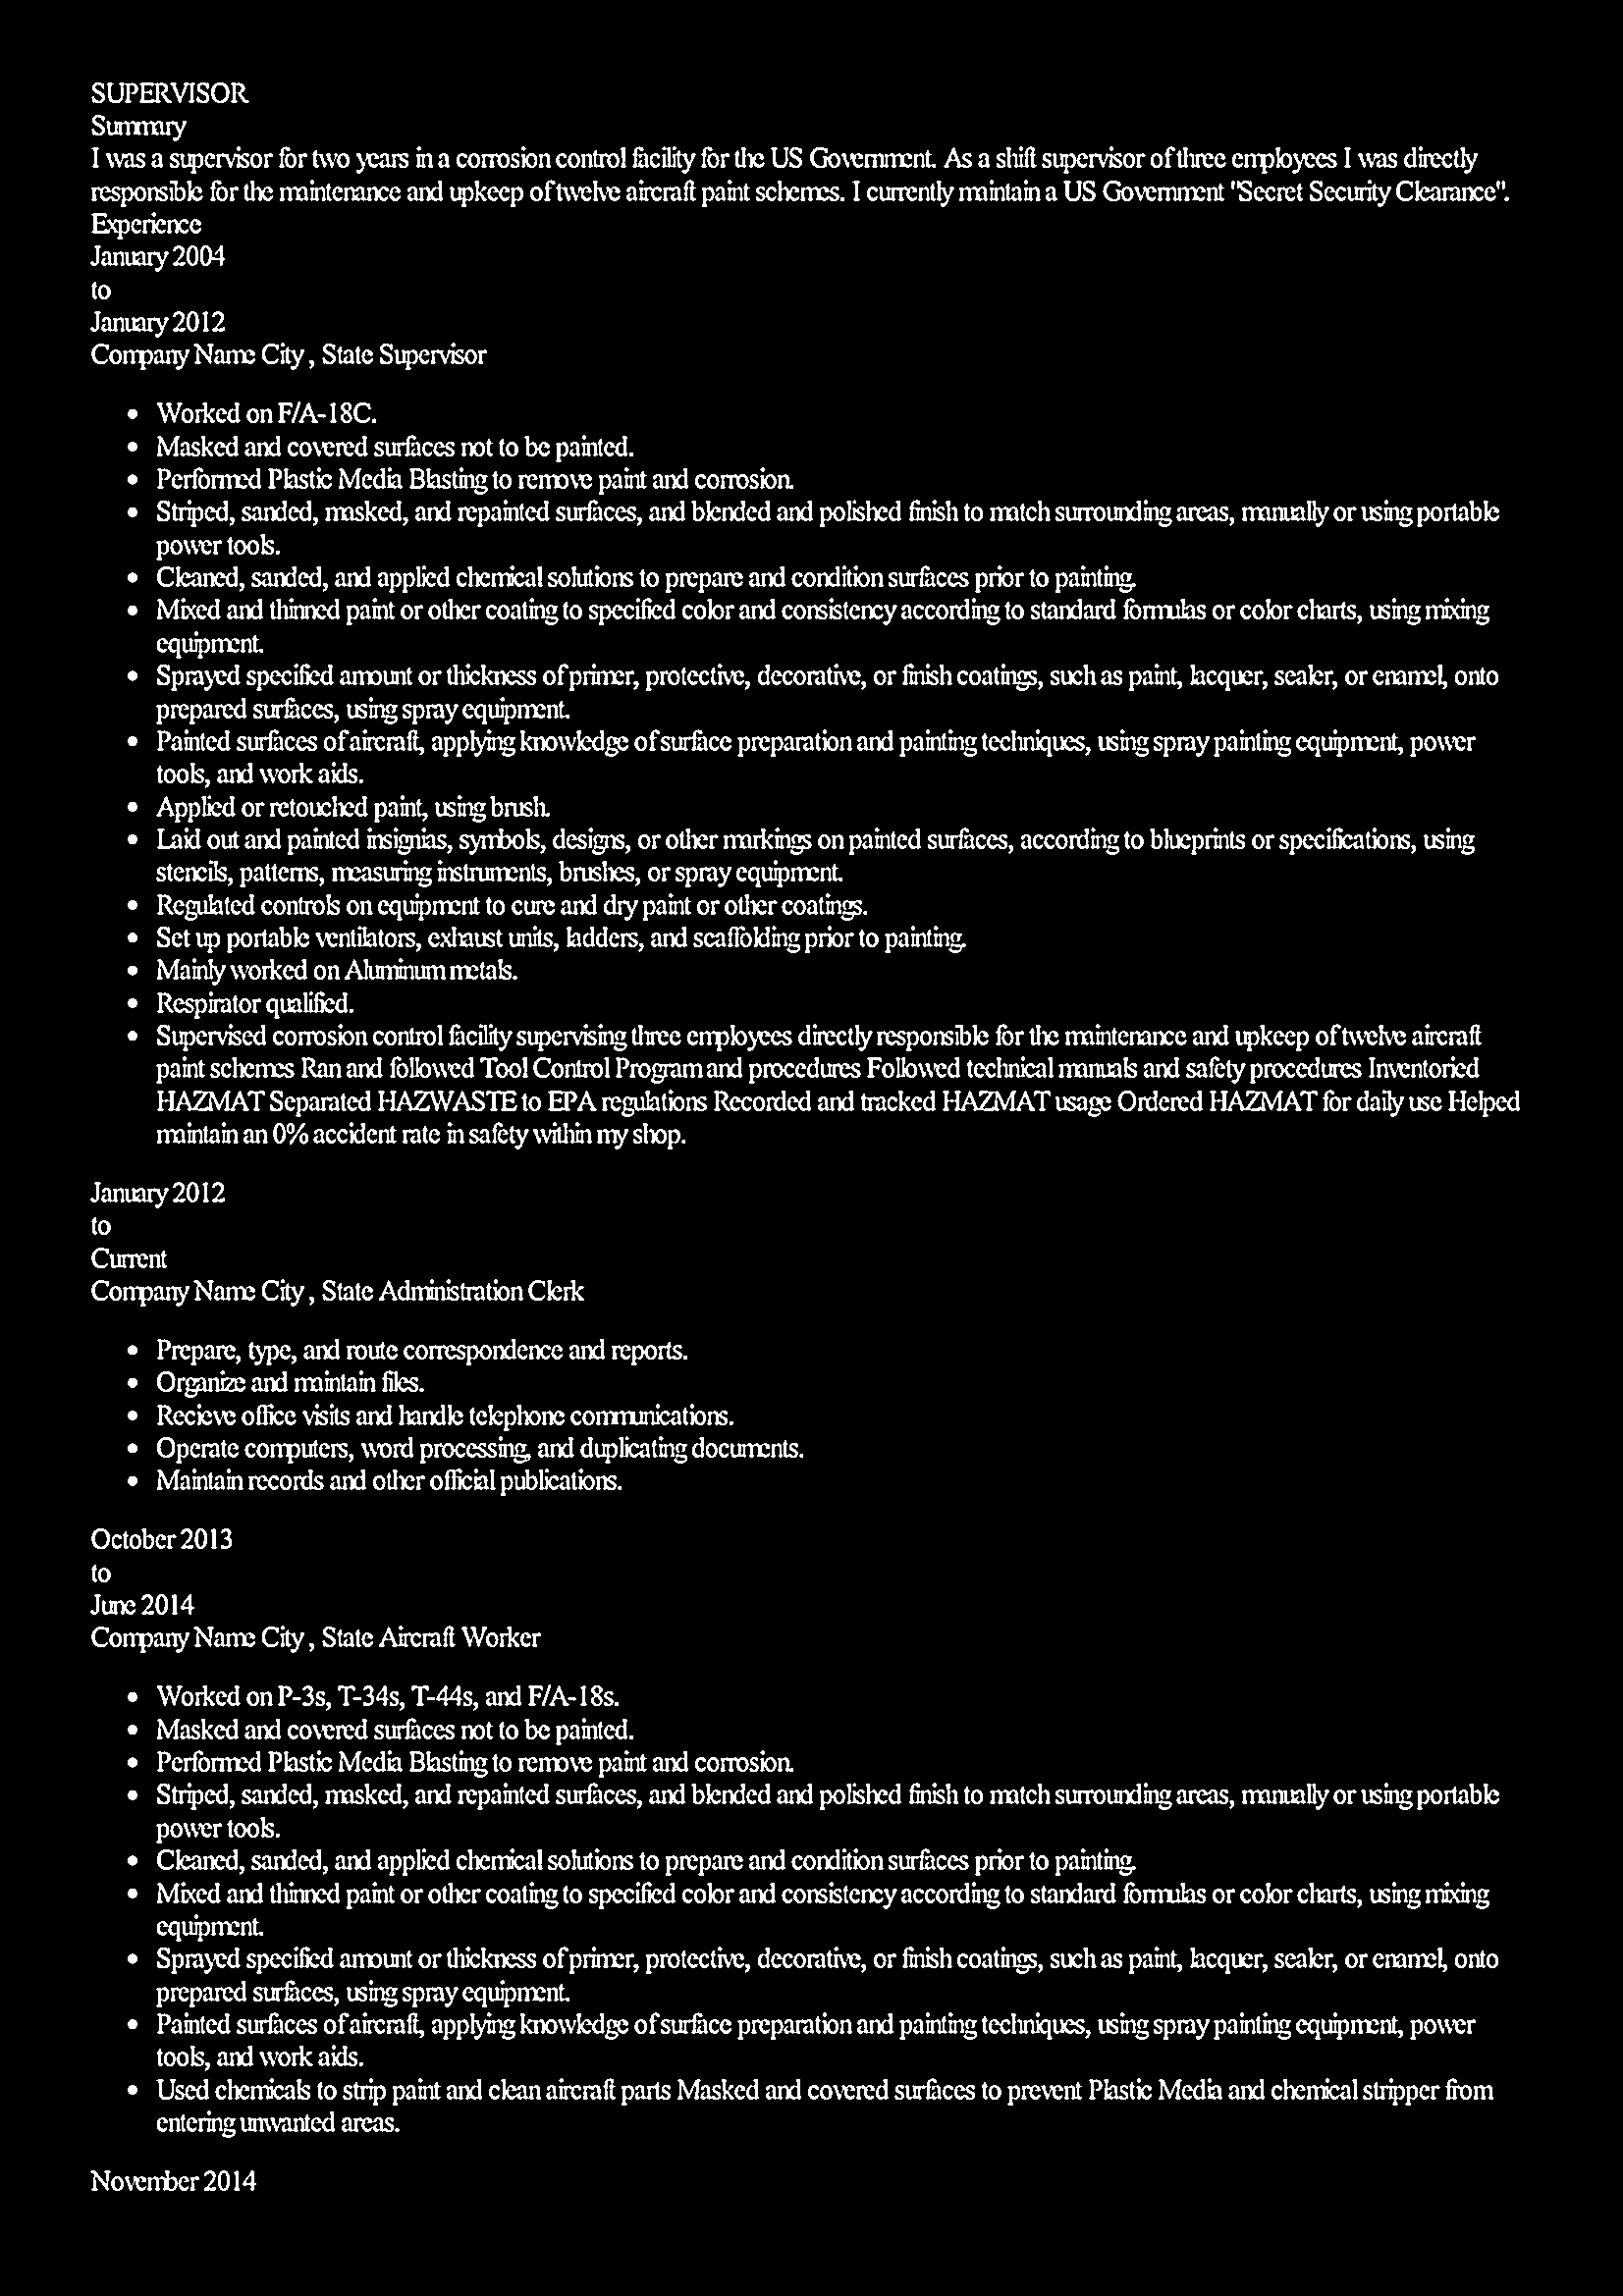 SUPERVISOR
Summary
I was a supervisor for two years in a corrosion control facility for the US Government. As a shift supervisor of three employees I was directly
responsible for the maintenance and upkeep of twelve aircraft paint schemes. I currently maintain a US Government "Secret Security Clearance".
Experience
January 2004
to
January 2012
Company Name City , State Supervisor
• Worked on F/A-18C.
• Masked and covered surfaces not to be painted.
• Performed Plastic Media Blasting to remove paint and corrosion.
• Striped, sanded, masked, and repainted surfaces, and blended and polished finish to match surrounding areas, manually or using portable
power tools.
• Cleaned, sanded, and applied chemical solutions to prepare and condition surfaces prior to painting.
• Mixed and thinned paint or other coating to specified color and consistency according to standard formulas or color charts, using mixing
equipment.
• Sprayed specified amount or thickness of primer, protective, decorative, or finish coatings, such as paint, lacquer, sealer, or enamel, onto
prepared surfaces, using spray equipment.
• Painted surfaces of aircraft, applying knowledge of surface preparation and painting techniques, using spray painting equipment, power
tools, and work aids.
• Applied or retouched paint, using brush.
• Laid out and painted insignias, symbols, designs, or other markings on painted surfaces, according to blueprints or specifications, using
stencils, patterns, measuring instruments, brushes, or spray equipment.
• Regulated controls on equipment to cure and dry paint or other coatings.
• Set up portable ventilators, exhaust units, ladders, and scaffolding prior to painting.
• Mainly worked on Aluminum metals.
• Respirator qualified.
• Supervised corrosion control facility supervising three employees directly responsible for the maintenance and upkeep of twelve aircraft
paint schemes Ran and followed Tool Control Program and procedures Followed technical manuals and safety procedures Inventoried
HAZMAT Separated HAZWASTE to EPA regulations Recorded and tracked HAZMAT usage Ordered HAZMAT for daily use Helped
maintain an 0% accident rate in safety within my shop.
January 2012
to
Current
Company Name City , State Administration Clerk
• Prepare, type, and route correspondence and reports.
• Organize and maintain files.
• Recieve office visits and handle telephone communications.
• Operate computers, word processing, and duplicating documents.
• Maintain records and other official publications.
October 2013
to
June 2014
Company Name City , State Aircraft Worker
• Worked on P-3s, T-34s, T-44s, and F/A-18s.
• Masked and covered surfaces not to be painted.
• Performed Plastic Media Blasting to remove paint and corrosion.
• Striped, sanded, masked, and repainted surfaces, and blended and polished finish to match surrounding areas, manually or using portable
power tools.
• Cleaned, sanded, and applied chemical solutions to prepare and condition surfaces prior to painting.
• Mixed and thinned paint or other coating to specified color and consistency according to standard formulas or color charts, using mixing
equipment.
• Sprayed specified amount or thickness of primer, protective, decorative, or finish coatings, such as paint, lacquer, sealer, or enamel, onto
prepared surfaces, using spray equipment.
• Painted surfaces of aircraft, applying knowledge of surface preparation and painting techniques, using spray painting equipment, power
tools, and work aids.
• Used chemicals to strip paint and clean aircraft parts Masked and covered surfaces to prevent Plastic Media and chemical stripper from
entering unwanted areas.
November 2014